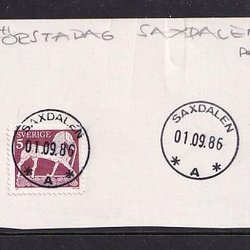 FÖRSTADAG SAXDALEN
SAXDALEN
01.09.86
* A *
SVERIGE
5
SAXDALEN
01.09.86
* A *